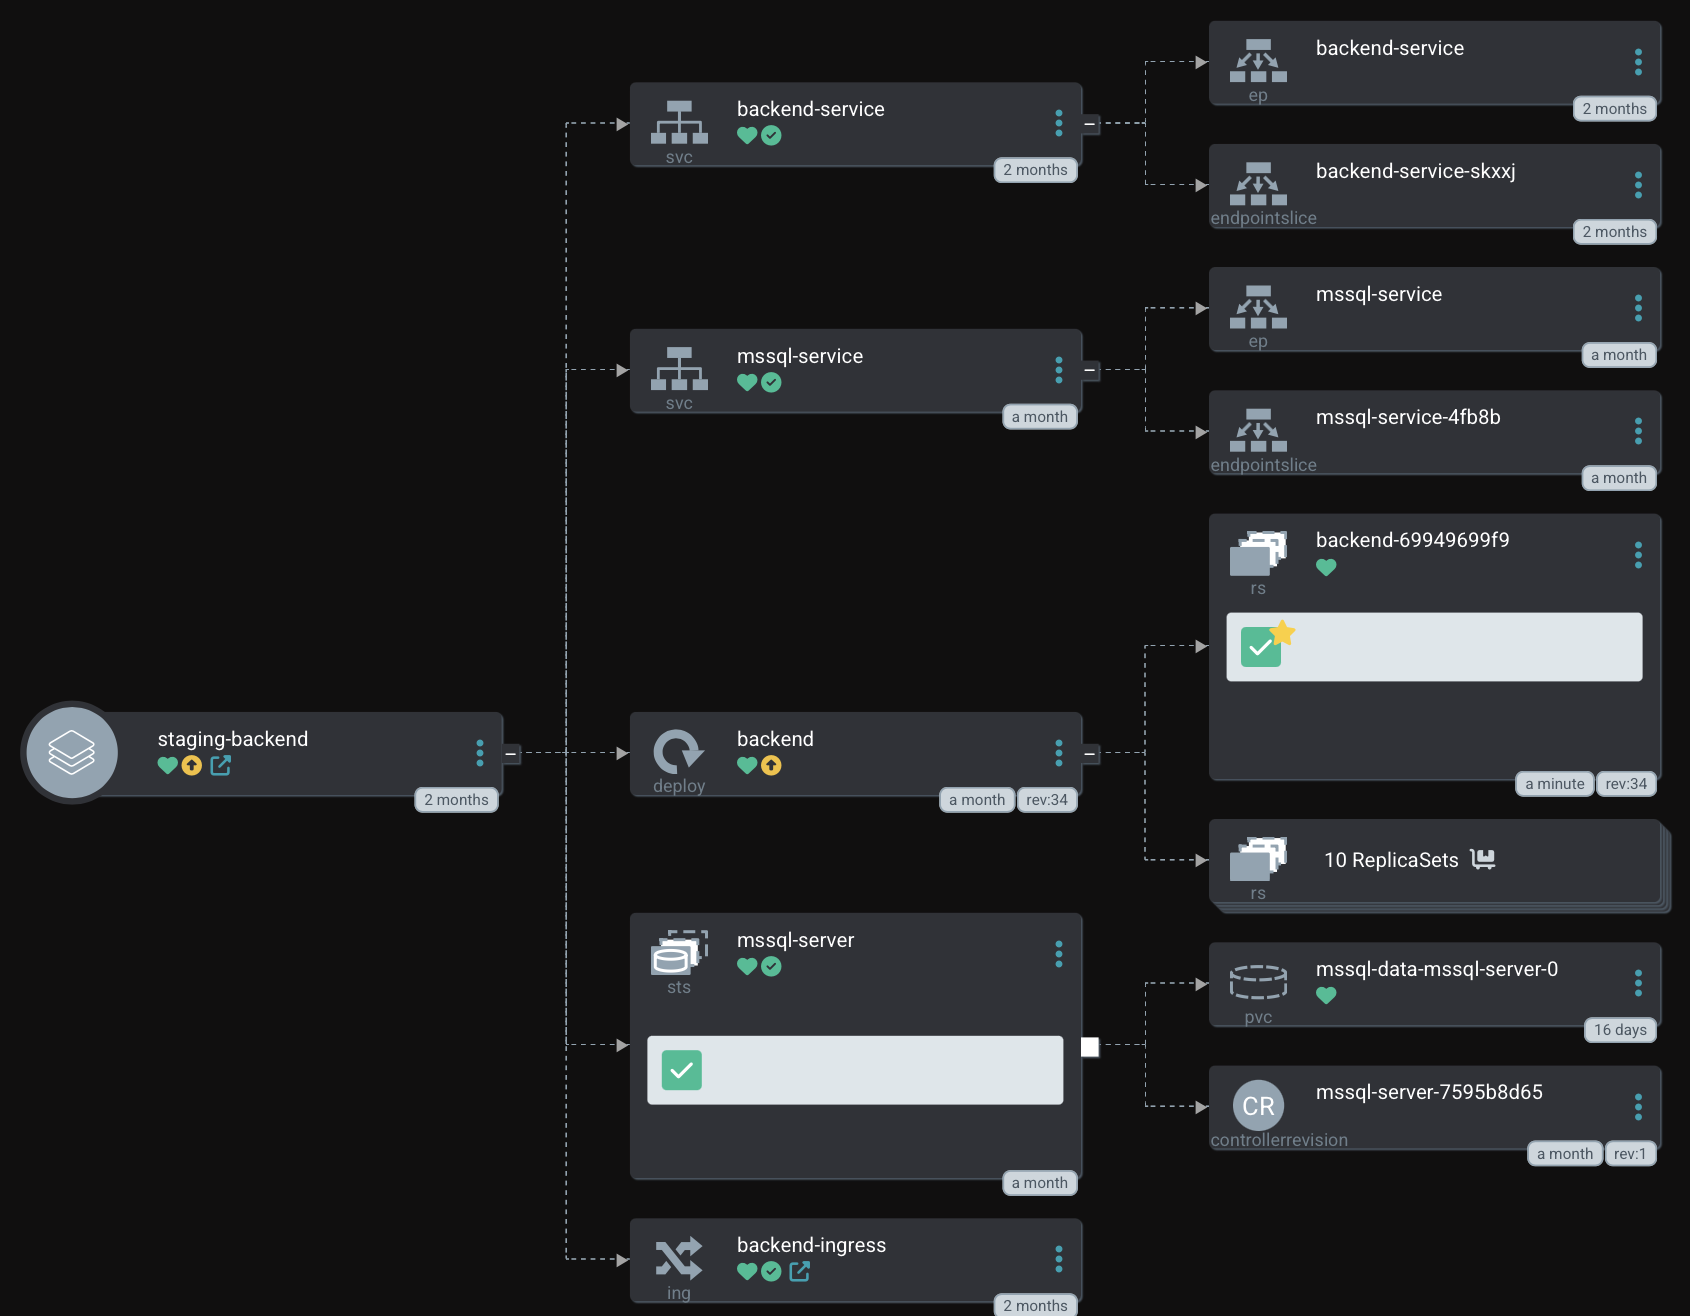 staging-backend
2 months
backend-service
svc
2 months
mssql-service
svc
a month
backend
deploy
a month
rev:34
mssql-server
sts
a month
backend-ingress
ing
2 months
backend-service
ep
2 months
backend-service-skxxj
endpointslice
2 months
mssql-service
ep
a month
mssql-service-4fb8b
endpointslice
a month
backend-69949699f9
rs
a minute
rev:34
10 ReplicaSets
rs
mssql-data-mssql-server-0
pvc
16 days
CR
mssql-server-7595b8d65
controllerrevision
a month
rev:1